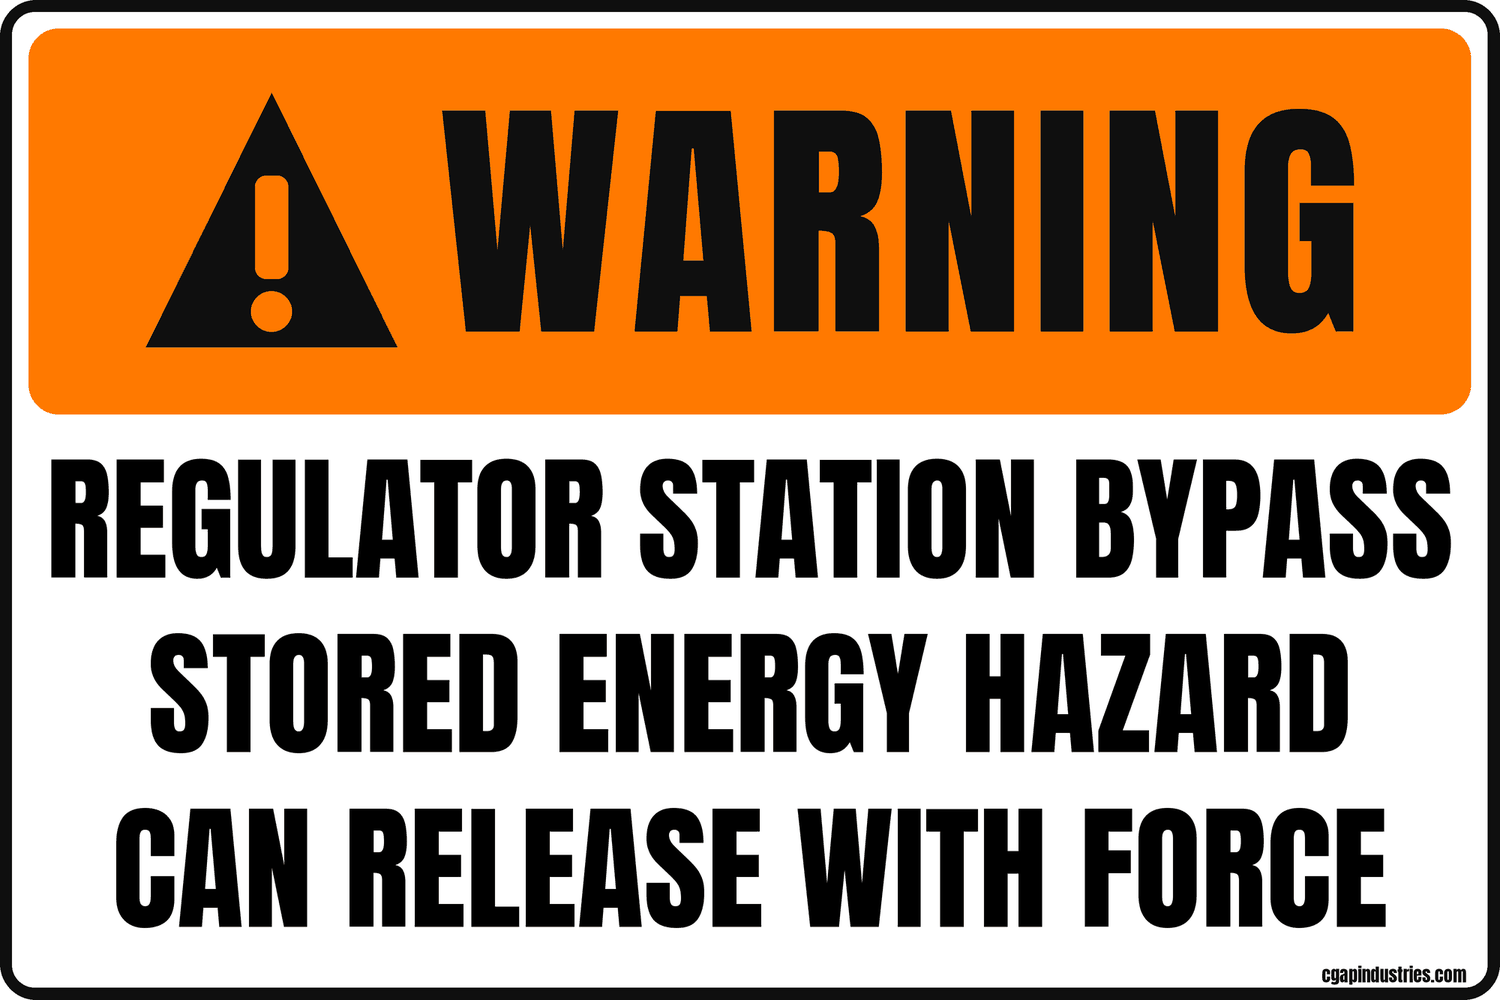 WARNING
REGULATOR STATION BYPASS
STORED ENERGY HAZARD
CAN RELEASE WITH FORCE
cgapindustries.com